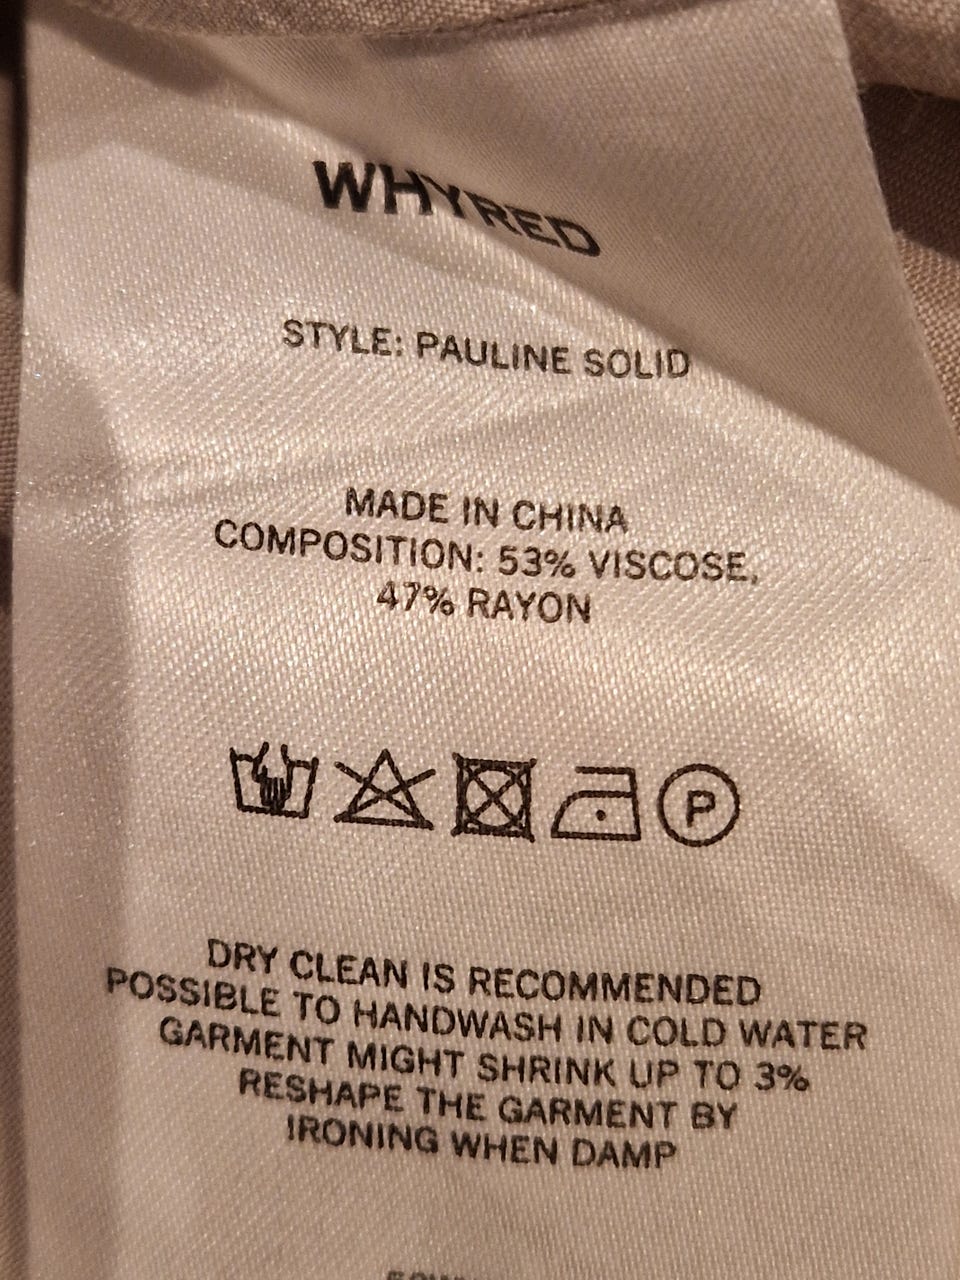 WHYRED
STYLE: PAULINE SOLID
MADE IN CHINA
COMPOSITION: 53% VISCOSE,
47% RAYON
P
DRY CLEAN IS RECOMMENDED
POSSIBLE TO HANDWASH IN COLD WATER
GARMENT MIGHT SHRINK UP TO 3%
RESHAPE THE GARMENT BY
IRONING WHEN DAMP